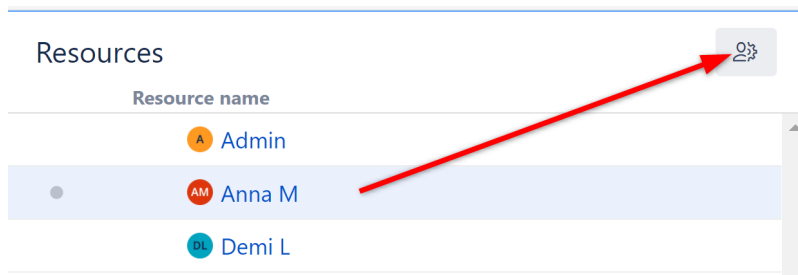 Resources
Resource name
A Admin
AM Anna M
DL Demi L